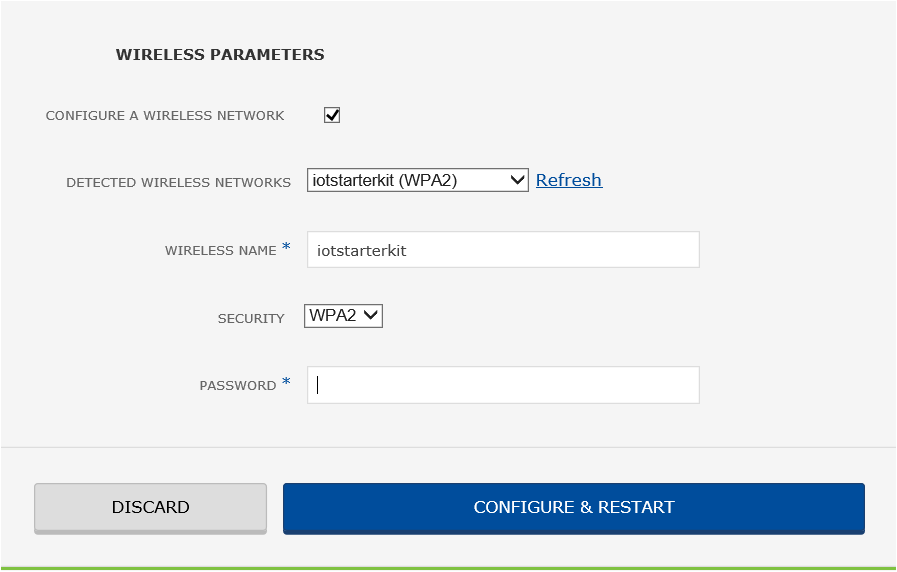 WIRELESS PARAMETERS
CONFIGURE A WIRELESS NETWORK
DETECTED WIRELESS NETWORKS iotstarterkit (WPA2) Refresh
WIRELESS NAME * iotstarterkit
SECURITY WPA2
PASSWORD *
DISCARD CONFIGURE & RESTART